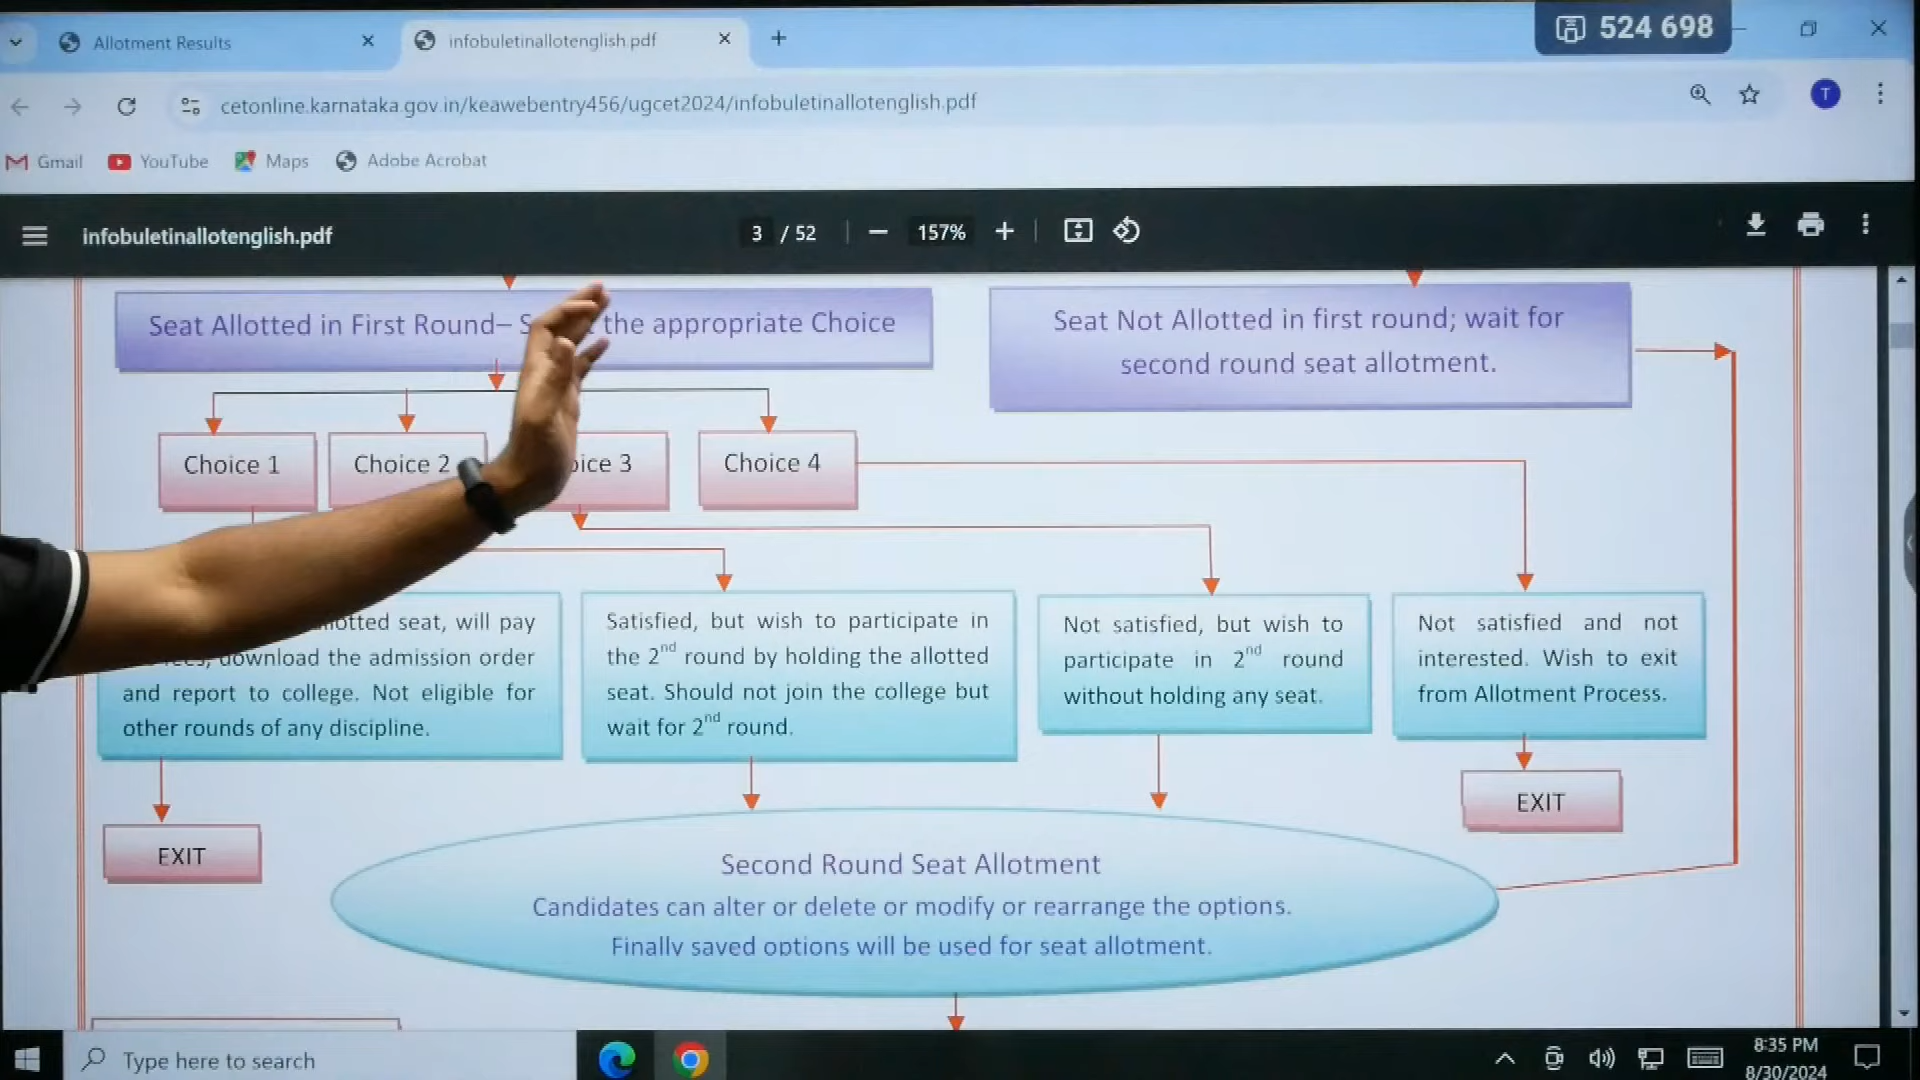 524 698
Allotment Results
infobuletinallotenglish.pdf
cetonline.karnataka.gov.in/keawebentry456/ugcet2024/infobuletinallotenglish.pdf
T
Gmail
YouTube
Maps
Adobe Acrobat
infobuletinallotenglish.pdf
3 / 52
157%
Seat Allotted in First Round– the appropriate Choice
Seat Not Allotted in first round; wait for
second round seat allotment.
Choice 1
Choice 2
3
Choice 4
seat, will pay
download the admission order
and report to college. Not eligible for
other rounds of any discipline.
Satisfied, but wish to participate in
the 2nd round by holding the allotted
seat. Should not join the college but
wait for 2nd round.
Not satisfied, but wish to
participate in 2nd round
without holding any seat.
Not satisfied and not
interested. Wish to exit
from Allotment Process.
EXIT
EXIT
Second Round Seat Allotment
Candidates can alter or delete or modify or rearrange the options.
Finally saved options will be used for seat allotment.
Type here to search
8:35 PM
8/30/2024